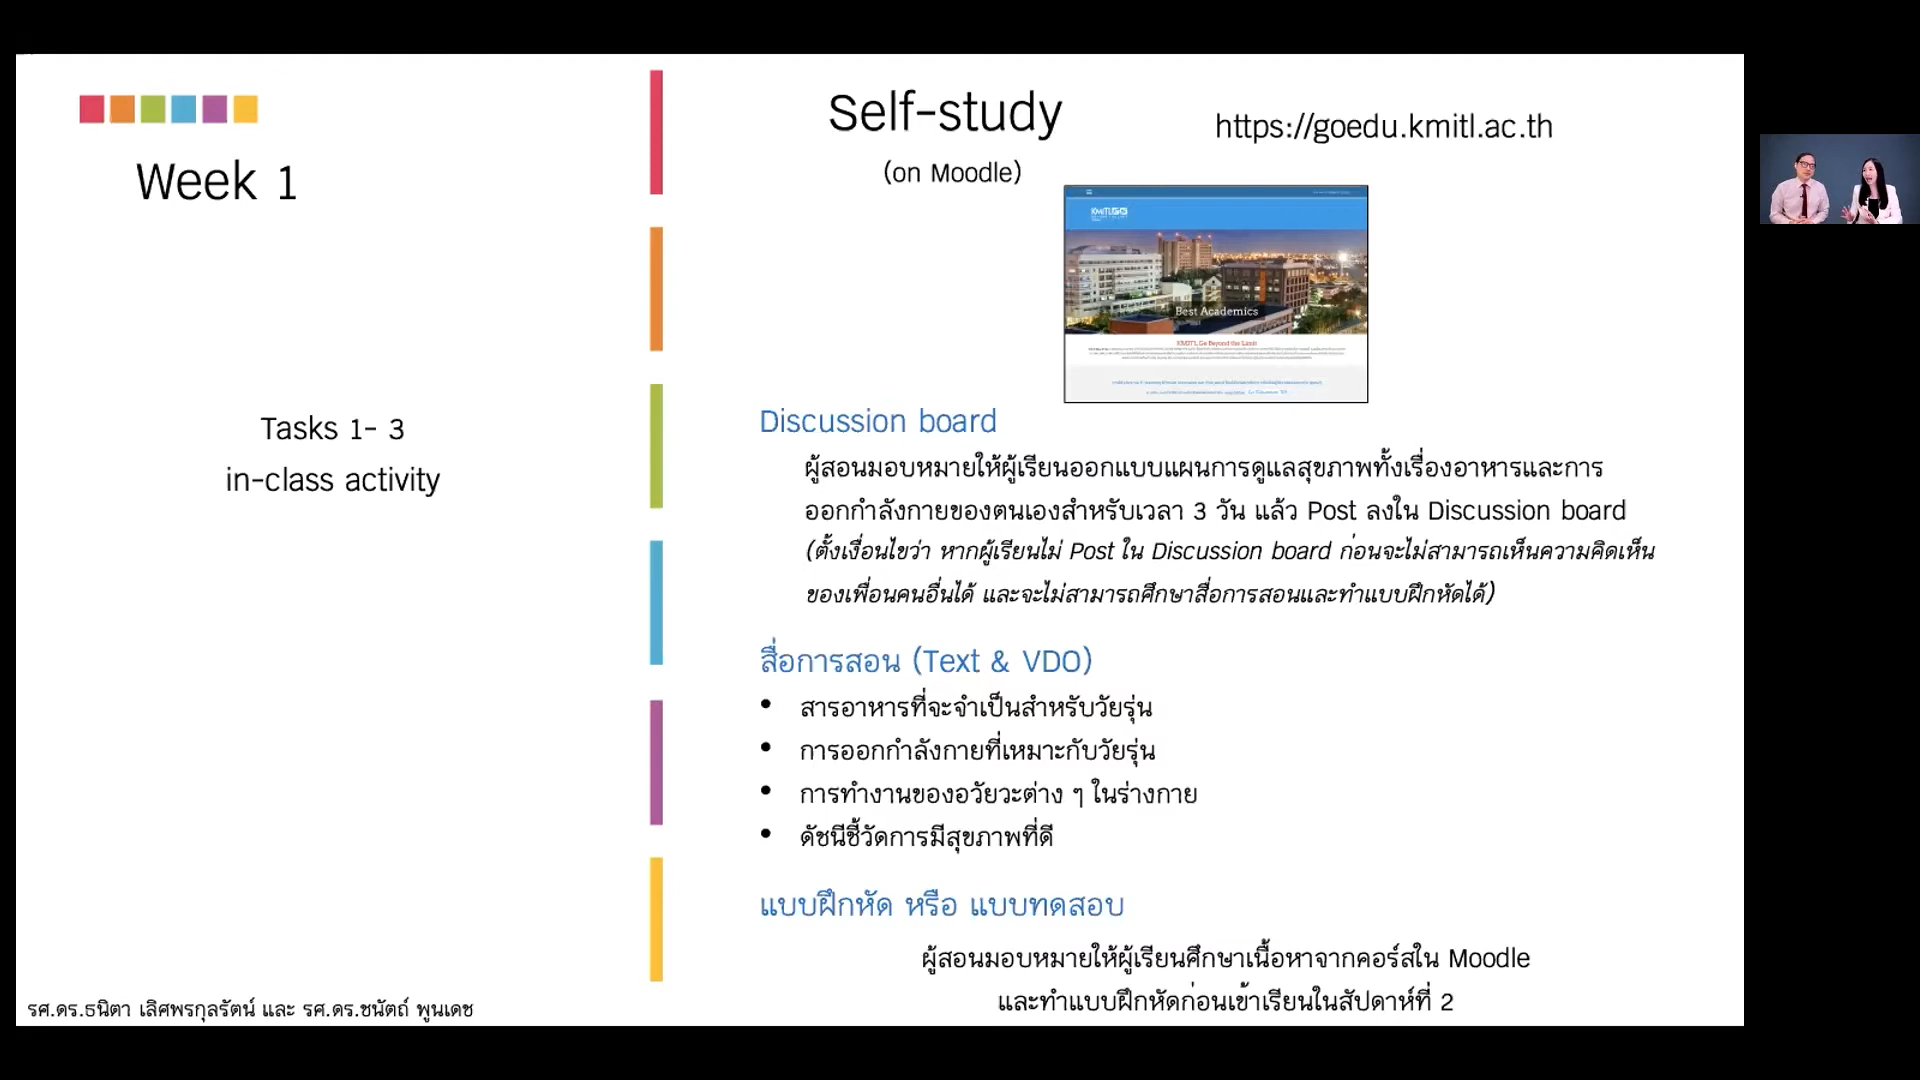 Week 1
Tasks 1- 3
in-class activity
Self-study
(on Moodle)
https://goedu.kmitl.ac.th
KMITL GO
Best Academics
KMITL Go Beyond the Limit
Discussion board
ผู้สอนมอบหมายให้ผู้เรียนออกแบบแผนการดูแลสุขภาพทั้งเรื่องอาหารและการ
ออกกำลังกายของตนเองสำหรับเวลา 3 วัน แล้ว Post ลงใน Discussion board
(ตั้งเงื่อนไขว่า หากผู้เรียนไม่ Post ใน Discussion board ก่อนจะไม่สามารถเห็นความคิดเห็น
ของเพื่อนคนอื่นได้ และจะไม่สามารถศึกษาสื่อการสอนและทำแบบฝึกหัดได้)
สื่อการสอน (Text & VDO)
• สารอาหารที่จะจำเป็นสำหรับวัยรุ่น
• การออกกำลังกายที่เหมาะกับวัยรุ่น
• การทำงานของอวัยวะต่าง ๆ ในร่างกาย
• ดัชนีชี้วัดการมีสุขภาพที่ดี
แบบฝึกหัด หรือ แบบทดสอบ
ผู้สอนมอบหมายให้ผู้เรียนศึกษาเนื้อหาจากคอร์สใน Moodle
และทำแบบฝึกหัดก่อนเข้าเรียนในสัปดาห์ที่ 2
รศ.ดร.ธนิตา เลิศพรกุลรัตน์ และ รศ.ดร.ชนัตถ์ พูนเดช